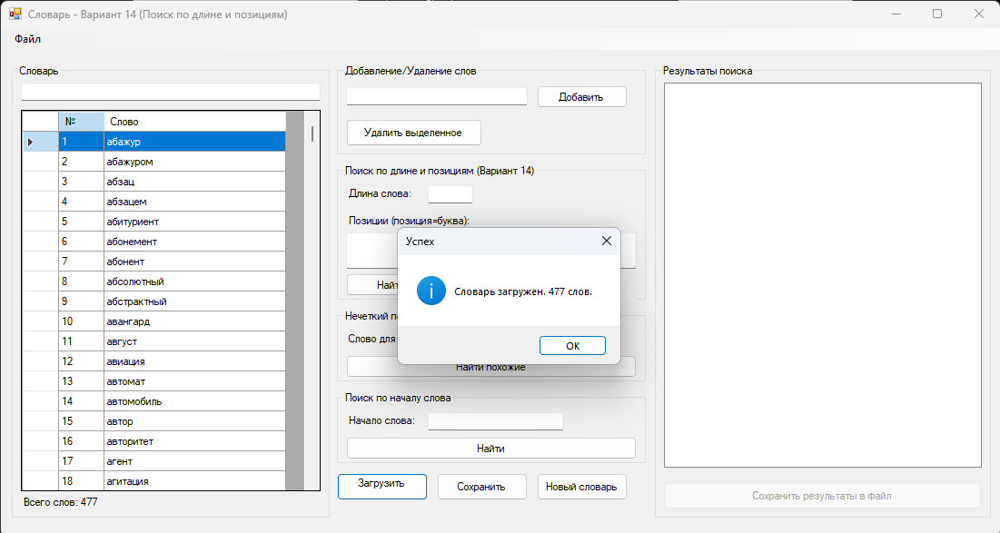 Словарь - Вариант 14 (Поиск по длине и позициям)
Файл
Словарь
№ Слово
1 абажур
2 абажуром
3 абзац
4 абзацем
5 абитуриент
6 абонемент
7 абонент
8 абсолютный
9 абстрактный
10 авангард
11 август
12 авиация
13 автомат
14 автомобиль
15 автор
16 авторитет
17 агент
18 агитация
Всего слов: 477
Добавление/Удаление слов
Добавить
Удалить выделенное
Поиск по длине и позициям (Вариант 14)
Длина слова:
Позиции (позиция=буква):
Найт
Нечеткий п
Слово для
Найти похожие
Поиск по началу слова
Начало слова:
Найти
Загрузить
Сохранить
Новый словарь
Успех
Словарь загружен. 477 слов.
ОК
Результаты поиска
Сохранить результаты в файл